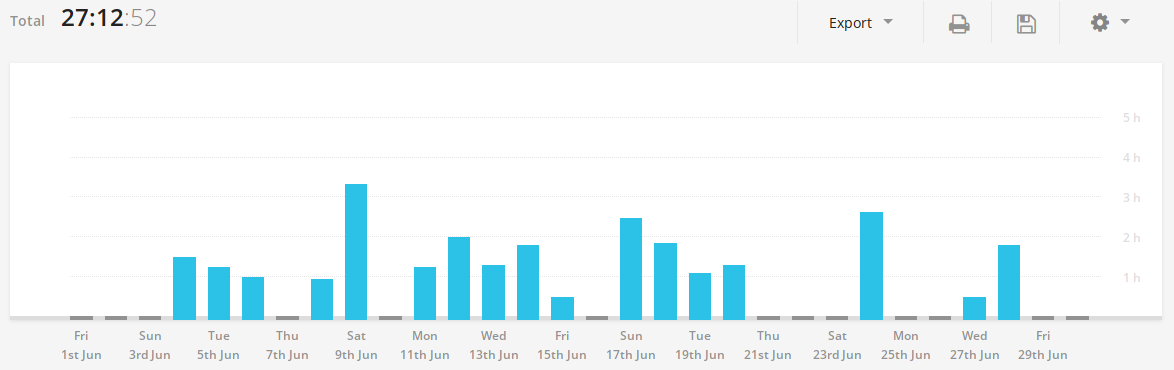 Total 27:12:52 Export
5 h
4 h
3 h
2 h
1 h
Fri Sun Tue Thu Sat Mon Wed Fri Sun Tue Thu Sat Mon Wed Fri
1st Jun 3rd Jun 5th Jun 7th Jun 9th Jun 11th Jun 13th Jun 15th Jun 17th Jun 19th Jun 21st Jun 23rd Jun 25th Jun 27th Jun 29th Jun